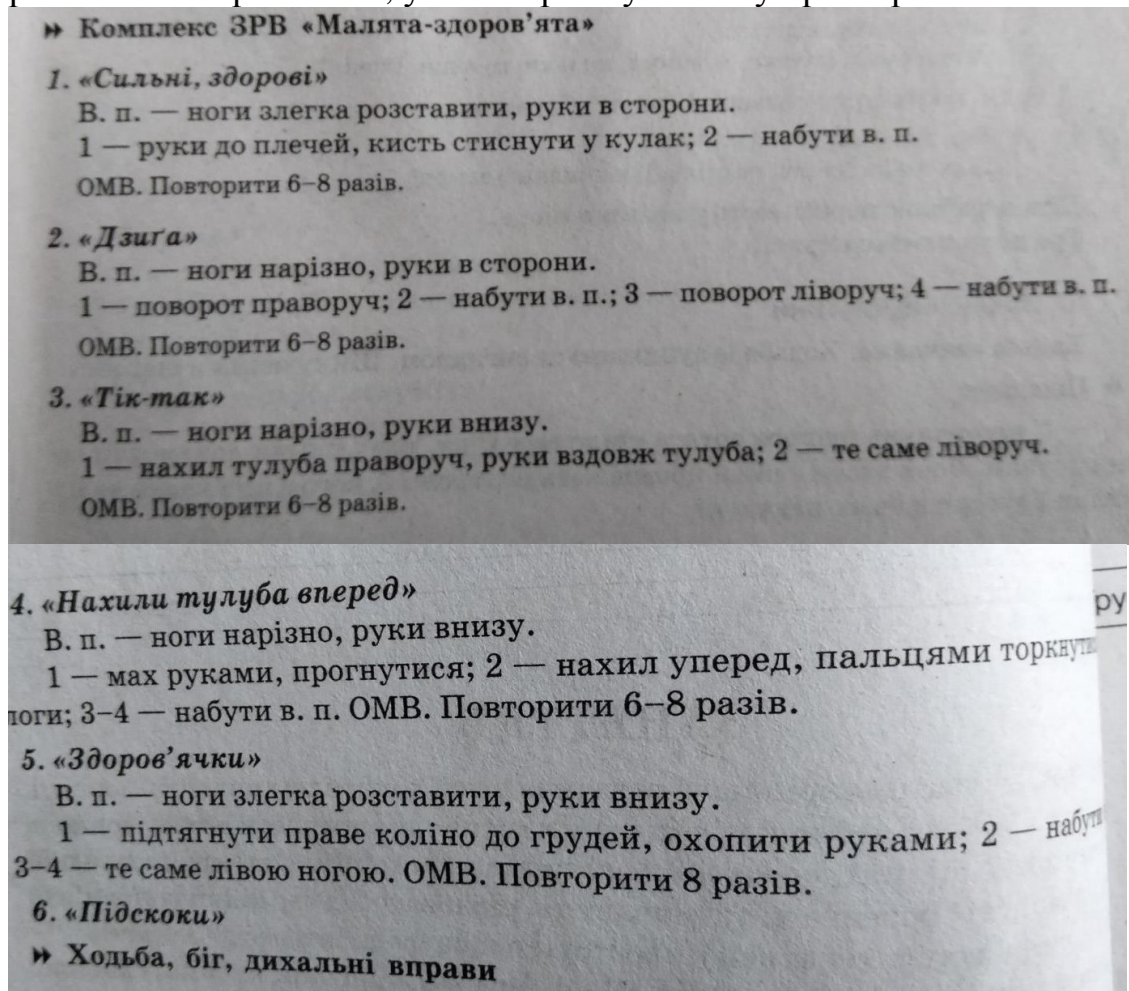 » Комплекс ЗРВ «Малята-здоров’ята»
1. «Сильні, здорові»
В. п. — ноги злегка розставити, руки в сторони.
1 — руки до плечей, кисть стиснути у кулак; 2 — набути в. п.
ОМВ. Повторити 6–8 разів.
2. «Дзиґа»
В. п. — ноги нарізно, руки в сторони.
1 — поворот праворуч; 2 — набути в. п.; 3 — поворот ліворуч; 4 — набути в. п.
ОМВ. Повторити 6–8 разів.
3. «Тік-так»
В. п. — ноги нарізно, руки внизу.
1 — нахил тулуба праворуч, руки вздовж тулуба; 2 — те саме ліворуч.
ОМВ. Повторити 6–8 разів.
4. «Нахили тулуба вперед»
ру
В. п. — ноги нарізно, руки внизу.
1 — мах руками, прогнутися; 2 — нахил уперед, пальцями
; 3–4 — набути в. п. ОМВ. Повторити 6–8 разів.
5. «Здоров’ячки»
В. п. — ноги злегка розставити, руки внизу.
1 — підтягнути праве коліно до грудей, охопити руками; 2 — набути
3–4 — те саме лівою ногою. ОМВ. Повторити 8 разів.
6. «Підскоки»
» Ходьба, біг, дихальні вправи